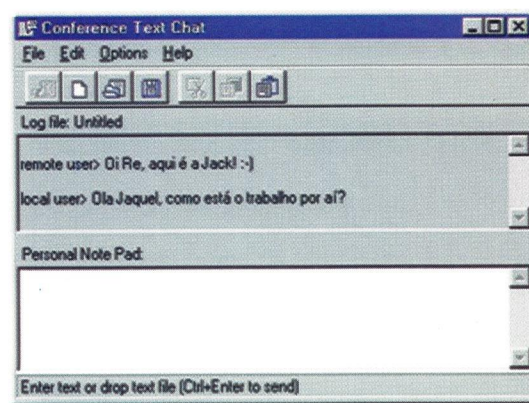 Conference Text Chat
File Edit Options Help
Log file: Untitled
remote user> Oi Re, aqui é a Jack! :-)
local user> Ola Jaquel, como está o trabalho por aí?
Personal Note Pad:
Enter text or drop text file (Ctrl+Enter to send)